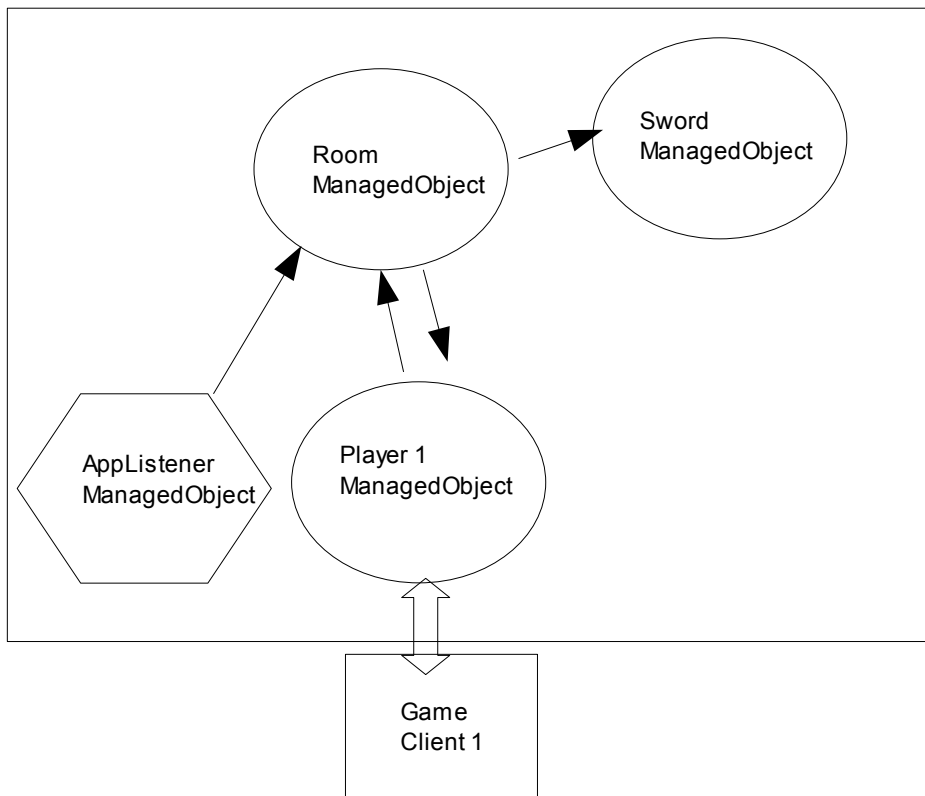 Room
ManagedObject
Sword
ManagedObject
AppListener
ManagedObject
Player 1
ManagedObject
Game
Client 1